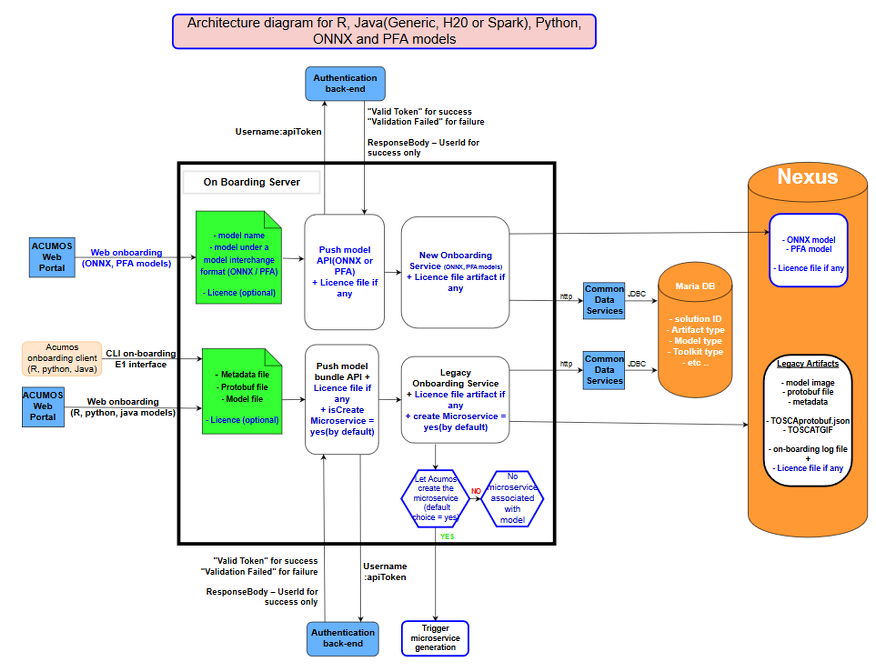 Architecture diagram for R, Java(Generic, H20 or Spark), Python,
ONNX and PFA models
Authentication
back-end
Username:apiToken
"Valid Token" for success
"Validation Failed" for failure
ResponseBody – UserId for
success only
On Boarding Server
Nexus
ACUMOS
Web
Portal
Web onboarding
(ONNX, PFA models)
- model name
- model under a
model interchange
format (ONNX / PFA)
- Licence (optional)
Push model
API(ONNX or
PFA)
+ Licence file if
any
New Onboarding
Service (ONNX, PFA models)
+ Licence file artifact if
any
- ONNX model
- PFA model
- Licence file if any
http
Common
Data
Services
JDBC
Maria DB
- solution ID
- Artifact type
- Model type
- Toolkit type
- etc ..
Acumos
onboarding client
(R, python, Java)
CLI on-boarding
E1 interface
ACUMOS
Web
Portal
Web onboarding
(R, python, java models)
- Metadata file
- Protobuf file
- Model file
- Licence (optional)
Push model
bundle API +
Licence file if
any
+ isCreate
Microservice =
yes(by default)
Legacy
Onboarding Service
+ Licence file artifact if
any
+ create Microservice =
yes(by default)
http
Common
Data
Services
JDBC
Legacy Artifacts
- model image
- protobuf file
- metadata
- TOSCAprotobuf.json
- TOSCATGIF
- on-boarding log file
+
- Licence file if any
Let Acumos
create the
microservice
(default
choice = yes)
NO
No
microservice
associated
with
model
YES
"Valid Token" for success
"Validation Failed" for failure
ResponseBody – UserId for
success only
Username
:apiToken
Authentication
back-end
Trigger
microservice
generation